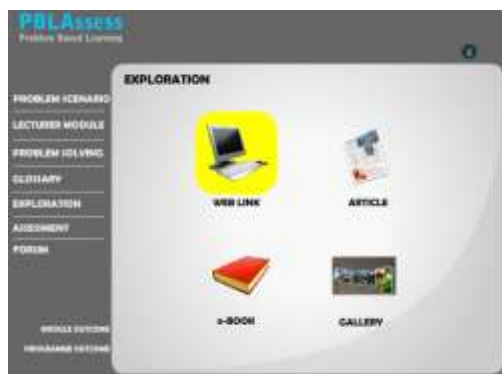 PBLAssess
Problem Based Learning
EXPLORATION
PROBLEM SCENARIO
LECTURER MODULE
PROBLEM SOLVING
GLOSSARY
EXPLORATION
ASSESSMENT
FORUM
WEB LINK
ARTICLE
e-BOOK
GALLERY
MODULE OUTCOME
PROGRAMME OUTCOME